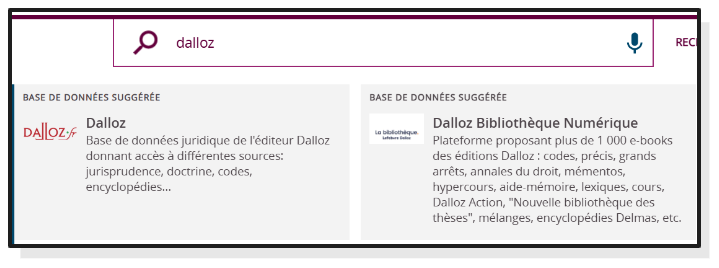 dalloz
RECH
BASE DE DONNÉES SUGGÉRÉE
DALLOZ.fr
Dalloz
Base de données juridique de l'éditeur Dalloz
donnant accès à différentes sources:
jurisprudence, doctrine, codes,
encyclopédies...
BASE DE DONNÉES SUGGÉRÉE
La bibliothèque.
Lefebvre Dalloz
Dalloz Bibliothèque Numérique
Plateforme proposant plus de 1 000 e-books
des éditions Dalloz : codes, précis, grands
arrêts, annales du droit, mémentos,
hypercours, aide-mémoire, lexiques, cours,
Dalloz Action, "Nouvelle bibliothèque des
thèses", mélanges, encyclopédies Delmas, etc.